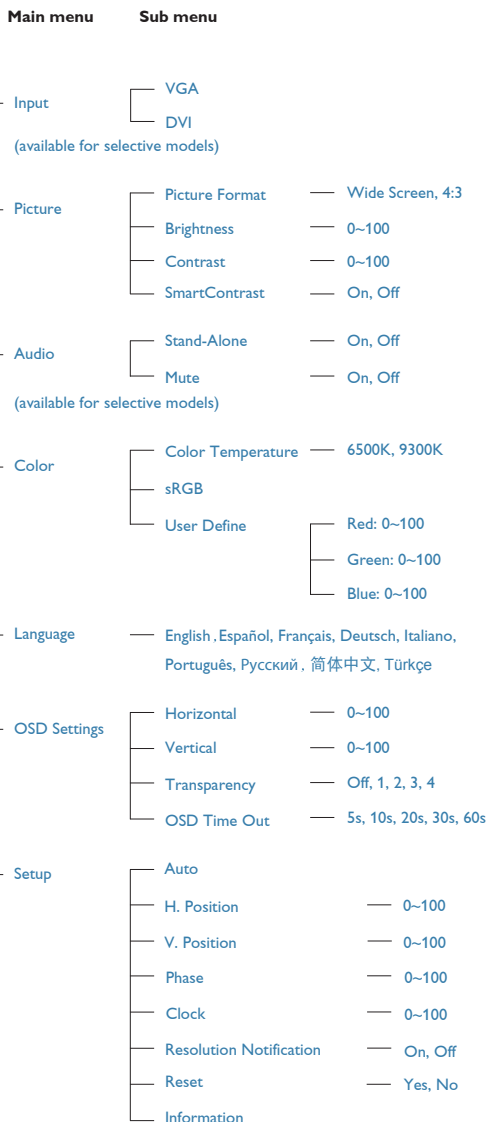 Main menu Sub menu
VGA
Input
DVI
(available for selective models)
Picture Format Wide Screen, 4:3
Picture
Brightness 0~100
Contrast 0~100
SmartContrast On, Off
Stand-Alone On, Off
Audio
Mute On, Off
(available for selective models)
Color Temperature 6500K, 9300K
Color
sRGB
User Define Red: 0~100
Green: 0~100
Blue: 0~100
Language English , Español, Français, Deutsch, Italiano,
Português, Русский , 简体中文, Türkçe
Horizontal 0~100
OSD Settings
Vertical 0~100
Transparency Off, 1, 2, 3, 4
OSD Time Out 5s, 10s, 20s, 30s, 60s
Setup Auto
H. Position 0~100
V. Position 0~100
Phase 0~100
Clock 0~100
Resolution Notification On, Off
Reset Yes, No
Information